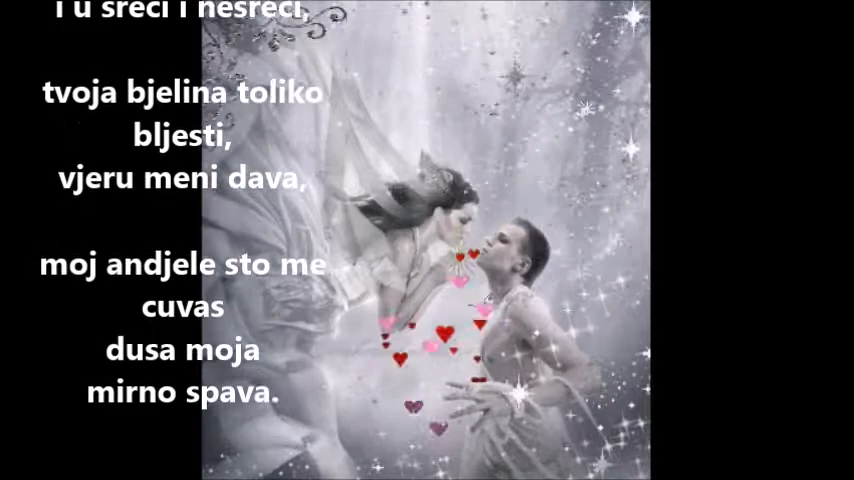 i u sreci i nesreci,
tvoja bjelina toliko
bljesti,
vjeru meni dava,
moj andjele sto me
cuvas
dusa moja
mirno spava.